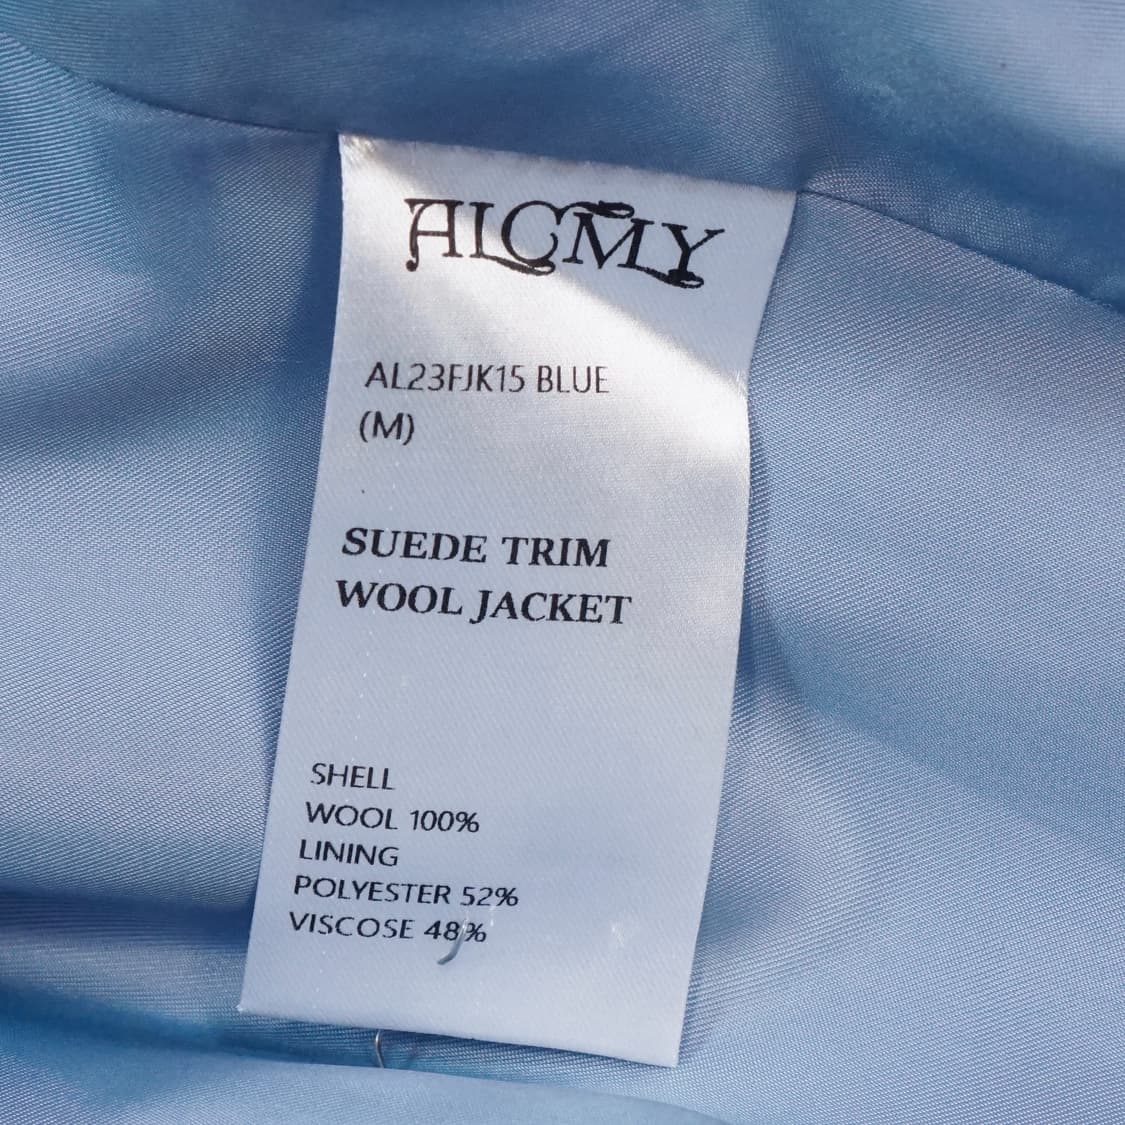 ALCMY
AL23FJK15 BLUE
(M)
SUEDE TRIM
WOOL JACKET
SHELL
WOOL 100%
LINING
POLYESTER 52%
VISCOSE 48%